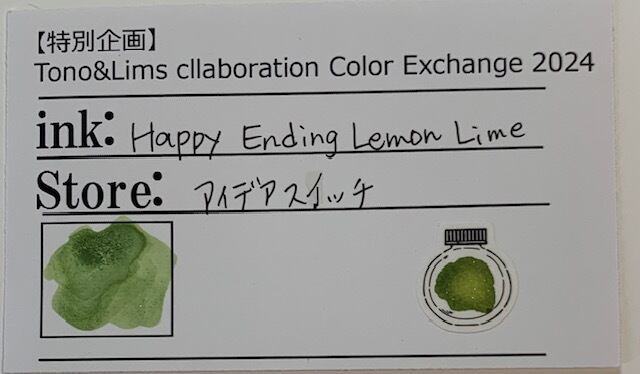 【特別企画】
Tono&Lims cllaboration Color Exchange 2024
ink: Happy Ending Lemon Lime
Store: アイデアスイッチ